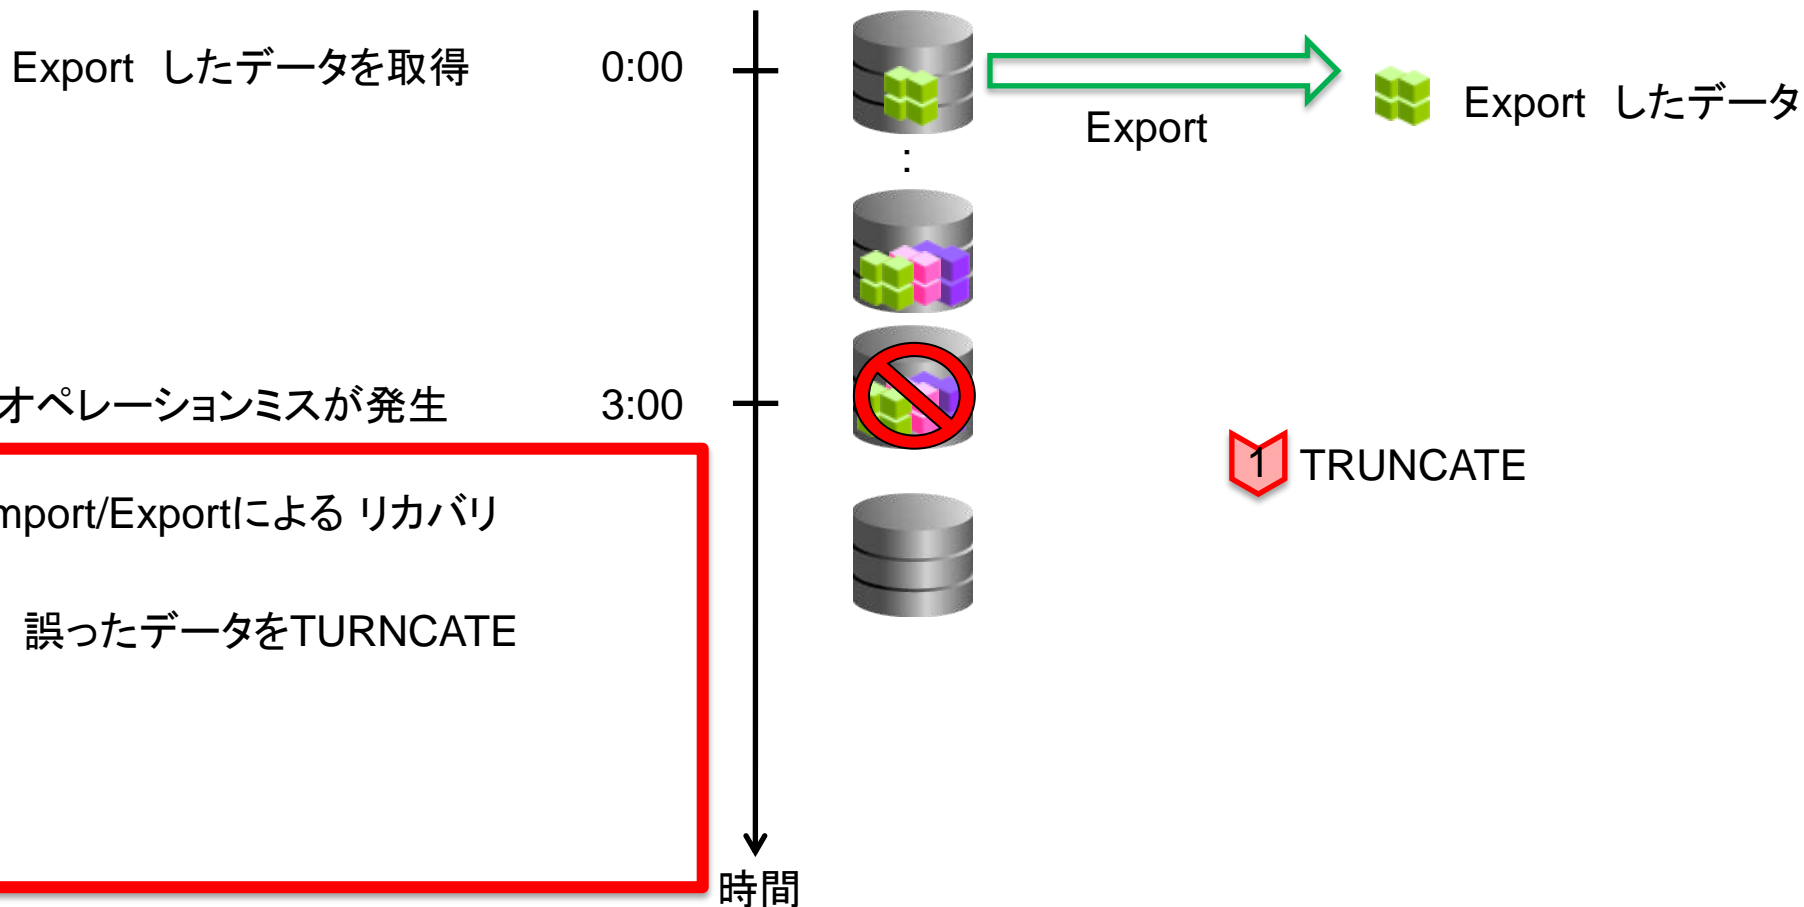 Export したデータを取得 0:00
Export
Export したデータ
:
オペレーションミスが発生 3:00
1 TRUNCATE
mport/Exportによる リカバリ
誤ったデータをTURNCATE
時間